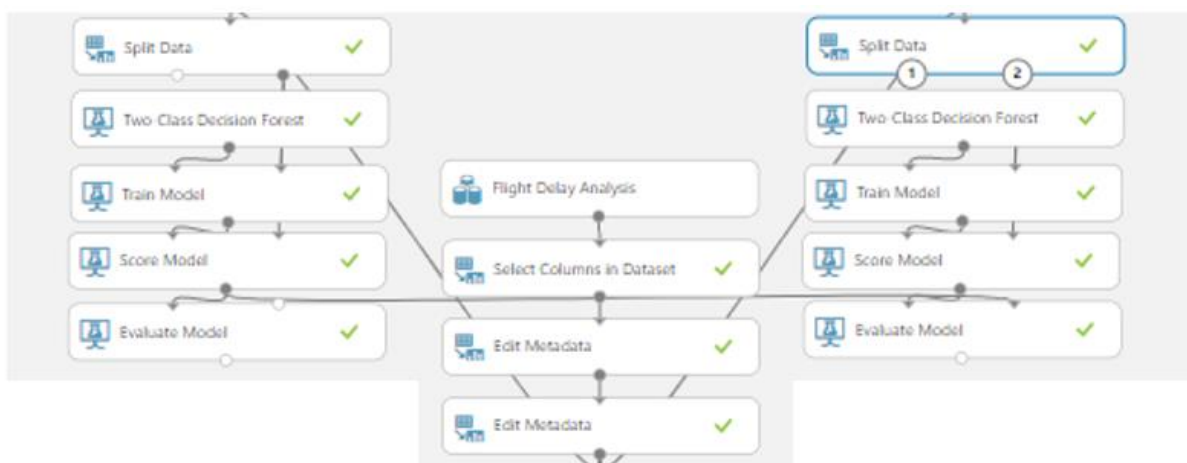 Split Data
Two-Class Decision Forest
Train Model
Score Model
Evaluate Model
Flight Delay Analysis
Select Columns in Dataset
Edit Metadata
Edit Metadata
Split Data
1 2
Two-Class Decision Forest
Train Model
Score Model
Evaluate Model